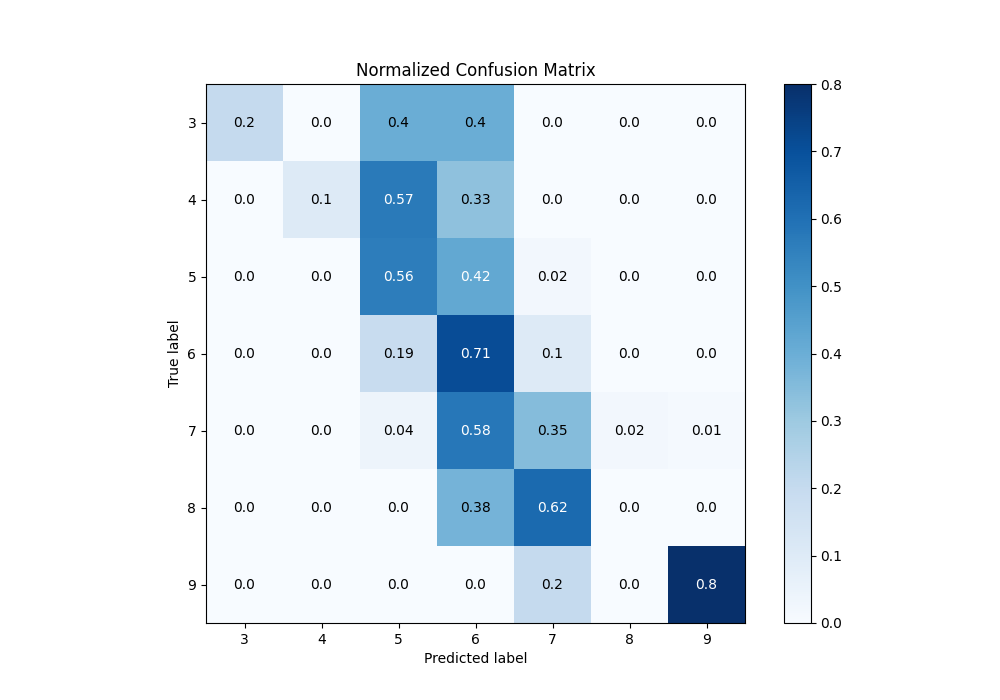 Normalized Confusion Matrix
True label
3 0.2 0.0 0.4 0.4 0.0 0.0 0.0
4 0.0 0.1 0.57 0.33 0.0 0.0 0.0
5 0.0 0.0 0.56 0.42 0.02 0.0 0.0
6 0.0 0.0 0.19 0.71 0.1 0.0 0.0
7 0.0 0.0 0.04 0.58 0.35 0.02 0.01
8 0.0 0.0 0.0 0.38 0.62 0.0 0.0
9 0.0 0.0 0.0 0.0 0.2 0.0 0.8
3 4 5 6 7 8 9
Predicted label
0.8
0.7
0.6
0.5
0.4
0.3
0.2
0.1
0.0